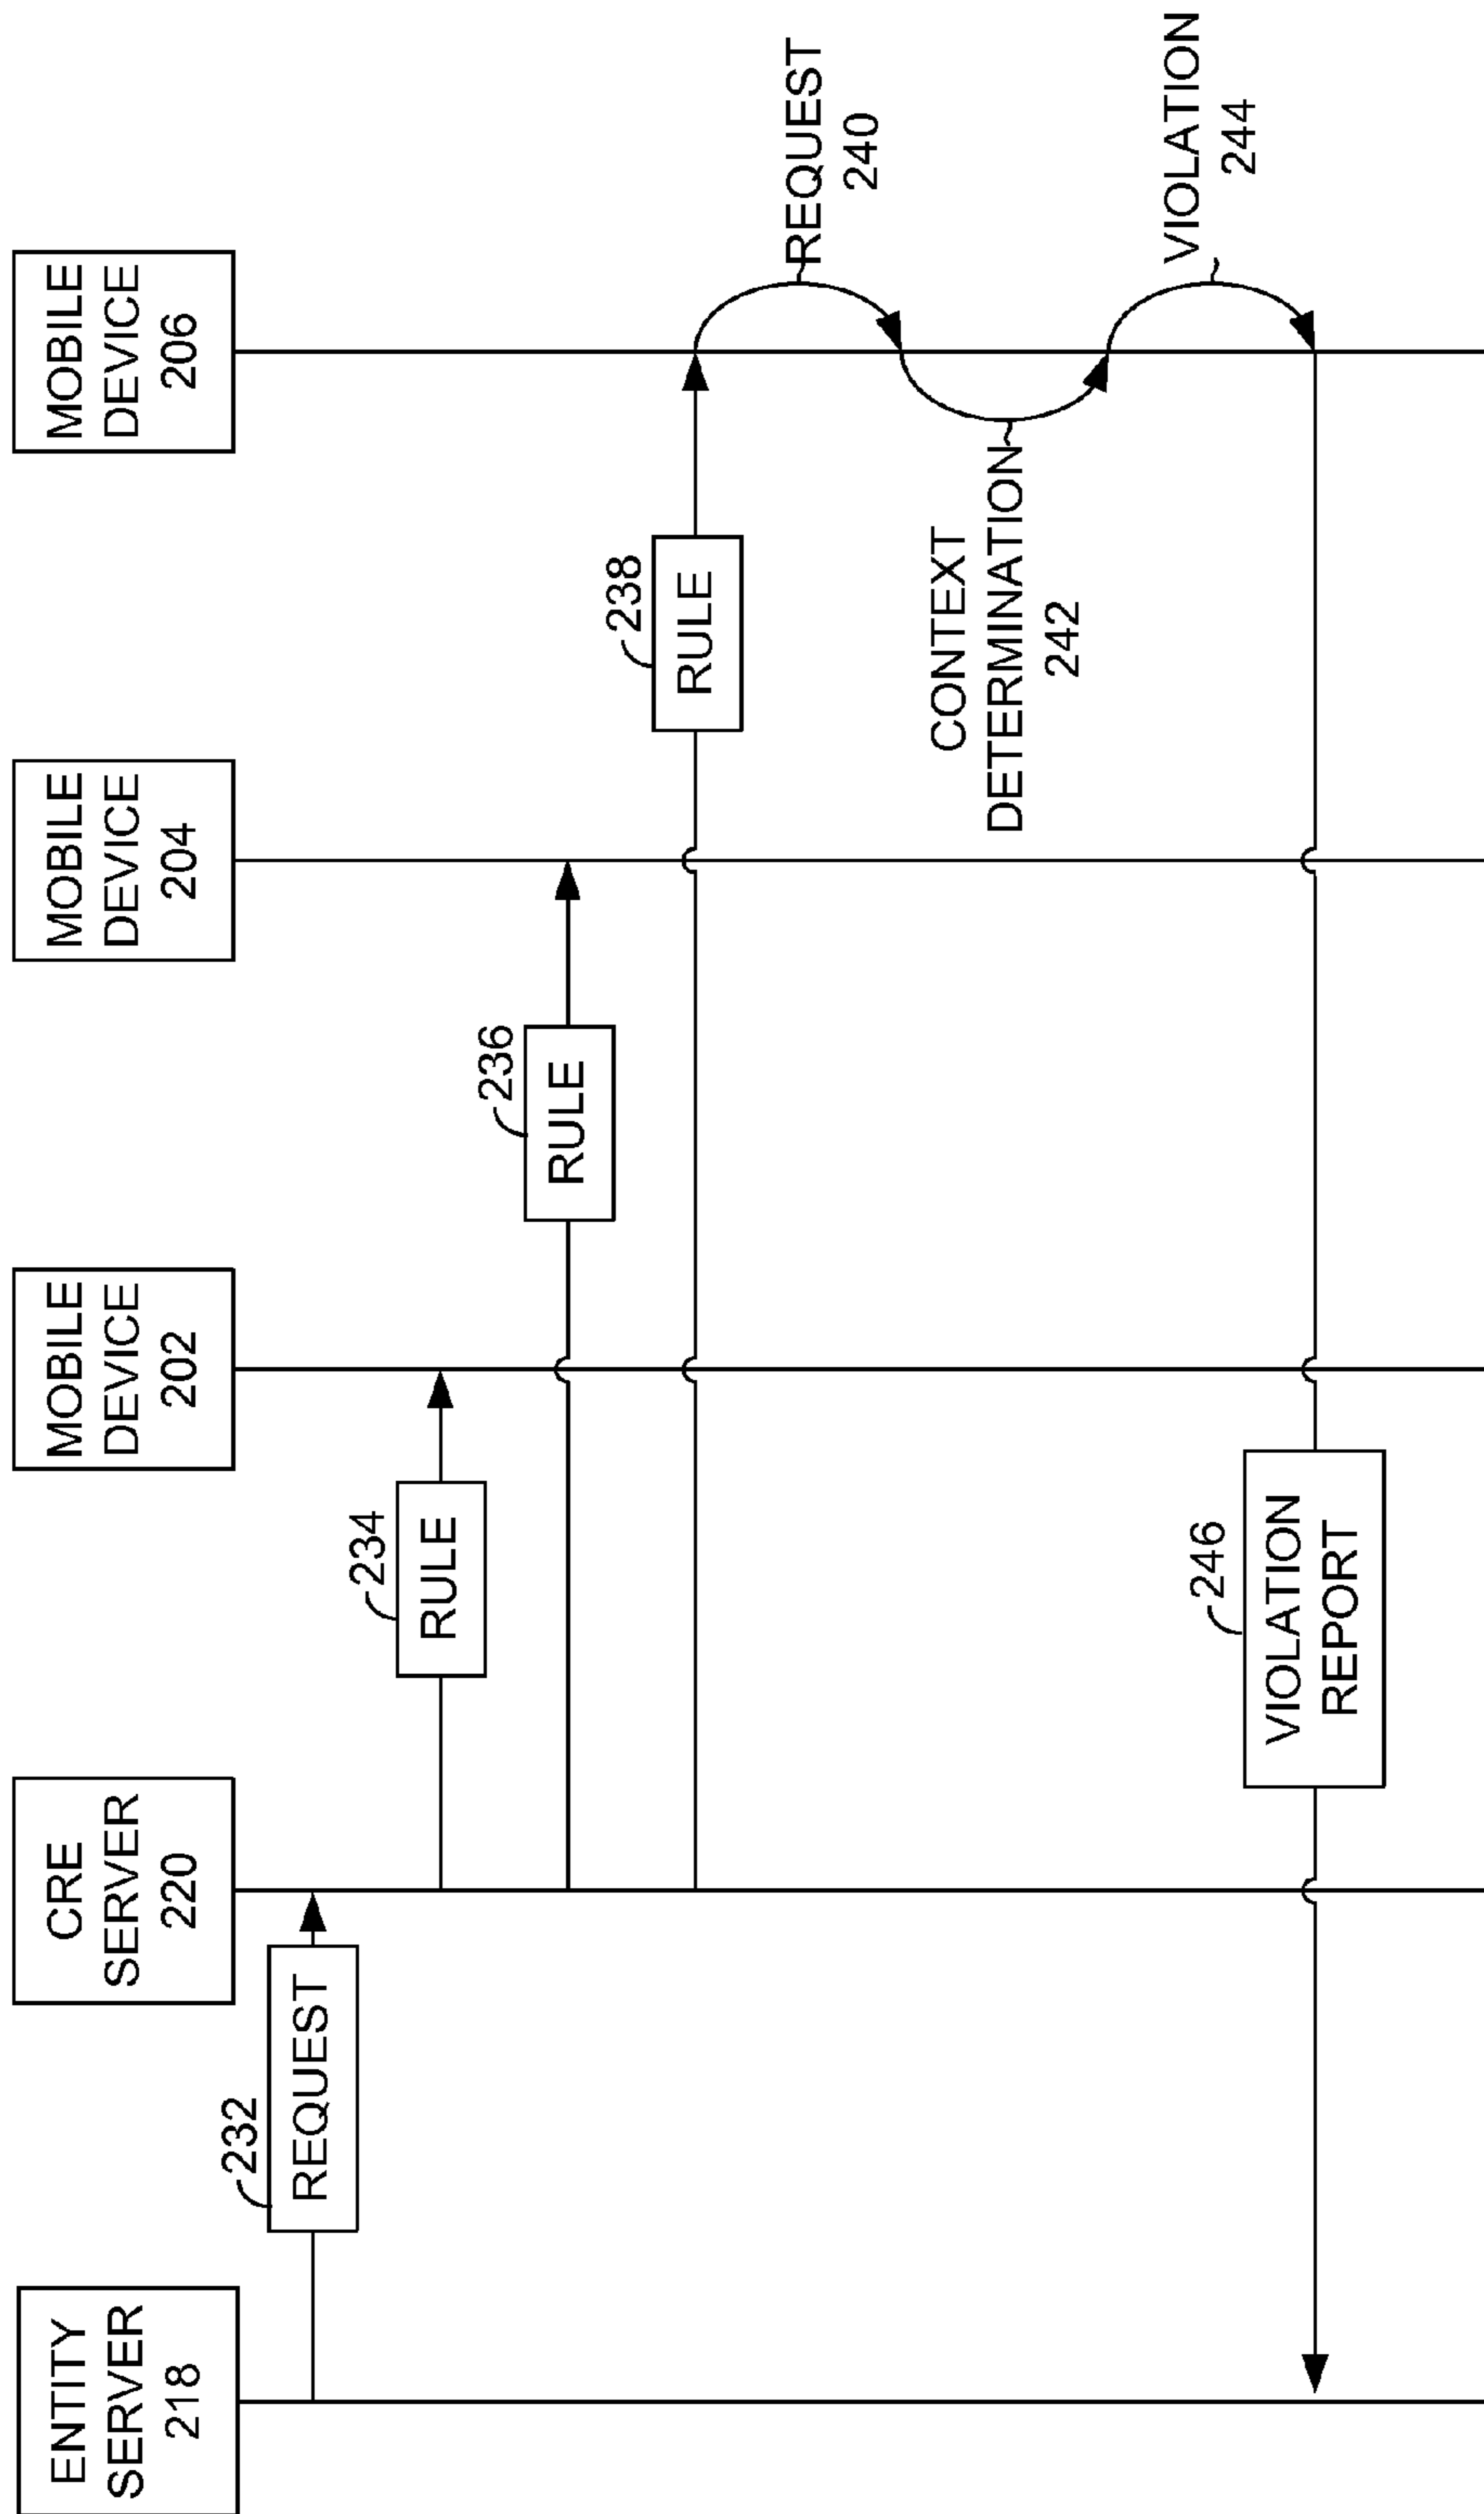 ENTITY
SERVER
218
CRE
SERVER
220
MOBILE
DEVICE
202
MOBILE
DEVICE
204
MOBILE
DEVICE
206
232
REQUEST
234
RULE
236
RULE
238
RULE
REQUEST
240
CONTEXT
DETERMINATION
242
VIOLATION
244
246
VIOLATION
REPORT